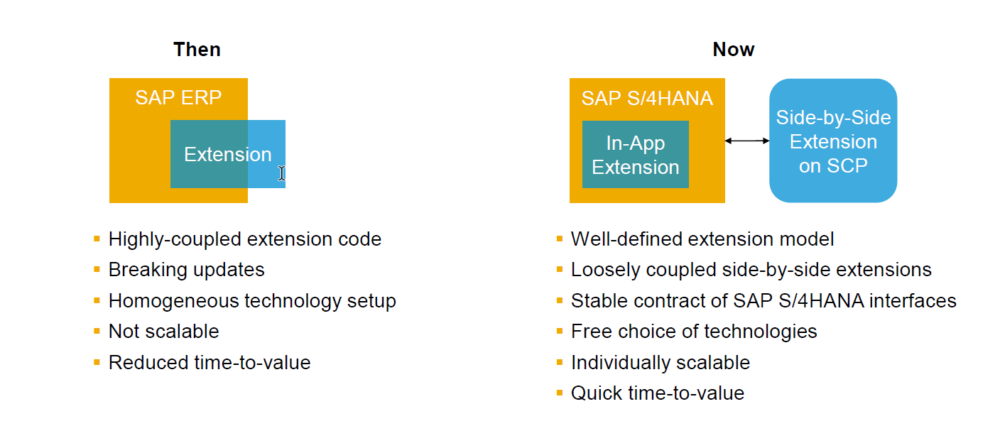 Then
SAP ERP
Extension
Highly-coupled extension code
Breaking updates
Homogeneous technology setup
Not scalable
Reduced time-to-value
Now
SAP S/4HANA
In-App
Extension
Side-by-Side
Extension
on SCP
Well-defined extension model
Loosely coupled side-by-side extensions
Stable contract of SAP S/4HANA interfaces
Free choice of technologies
Individually scalable
Quick time-to-value